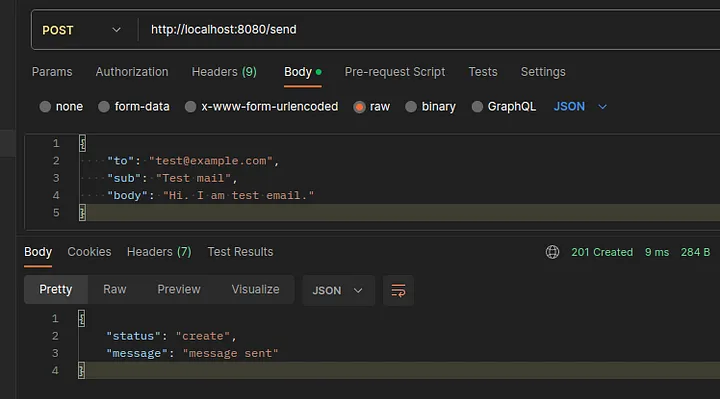 POST http://localhost:8080/send
Params Authorization Headers (9) Body Pre-request Script Tests Settings
none form-data x-www-form-urlencoded raw binary GraphQL JSON
1 {
2 "to": "test@example.com",
3 "sub": "Test mail",
4 "body": "Hi. I am test email."
5 }
Body Cookies Headers (7) Test Results 201 Created 9 ms 284 B
Pretty Raw Preview Visualize JSON
1 {
2 "status": "create",
3 "message": "message sent"
4 }